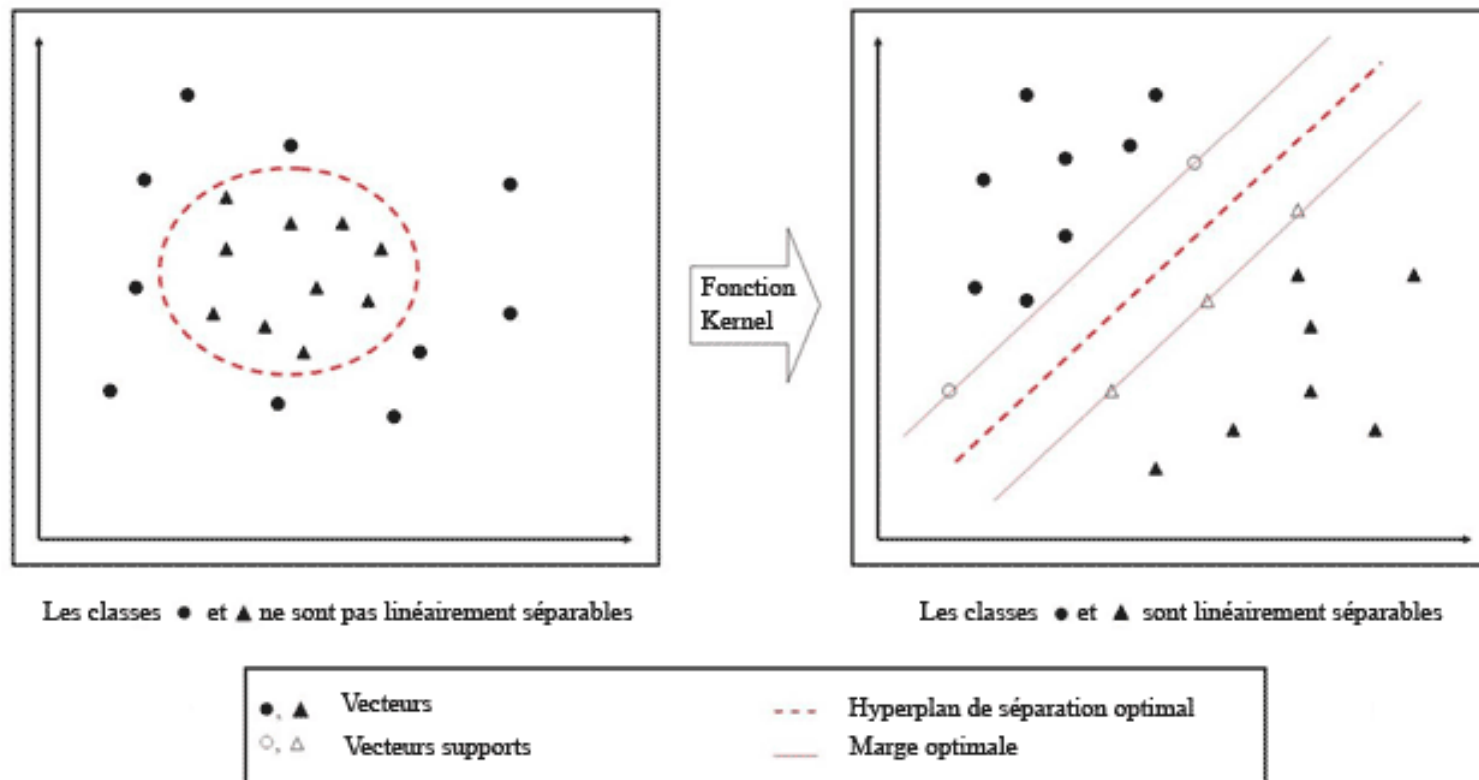 Fonction
Kernel
Les classes ● et ▲ ne sont pas linéairement séparables
Les classes ● et ▲ sont linéairement séparables
●, ▲ Vecteurs
○, △ Vecteurs supports
Hyperplan de séparation optimal
Marge optimale